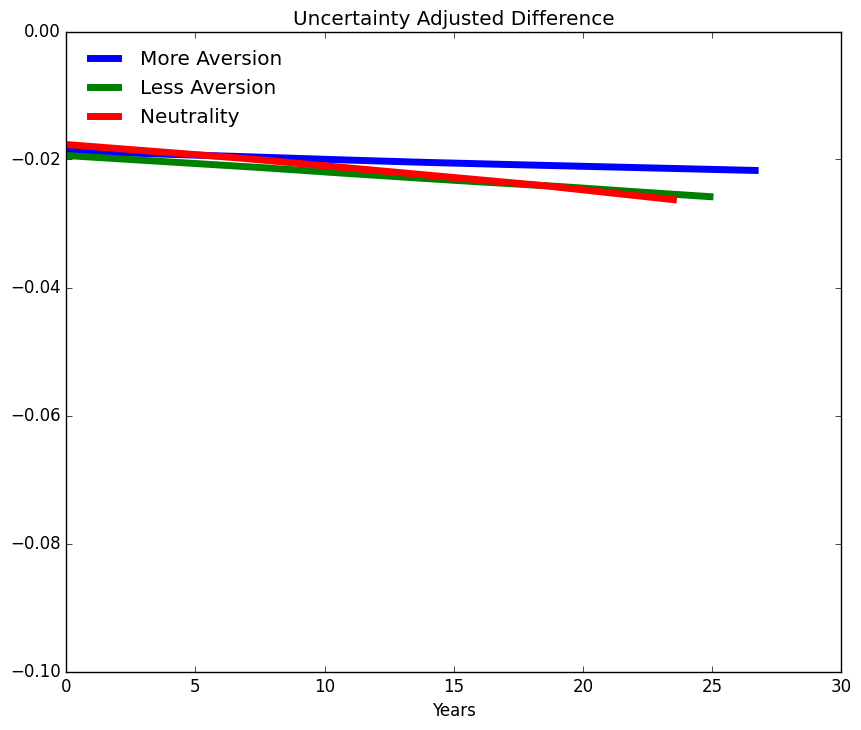 Uncertainty Adjusted Difference
0.00
More Aversion
Less Aversion
Neutrality
−0.02
−0.04
−0.06
−0.08
−0.10
0 5 10 15 20 25 30
Years